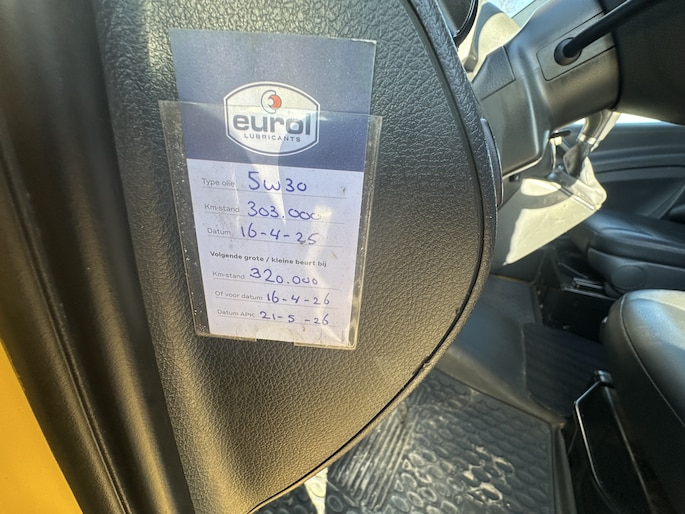 eurol
LUBRICANTS
Type olie 5W30
Km-stand 303.000
Datum 16-4-25
Volgende grote / kleine beurt bij
Km-stand 320.000
Of voor datum 16-4-26
Datum APK 21-5-26